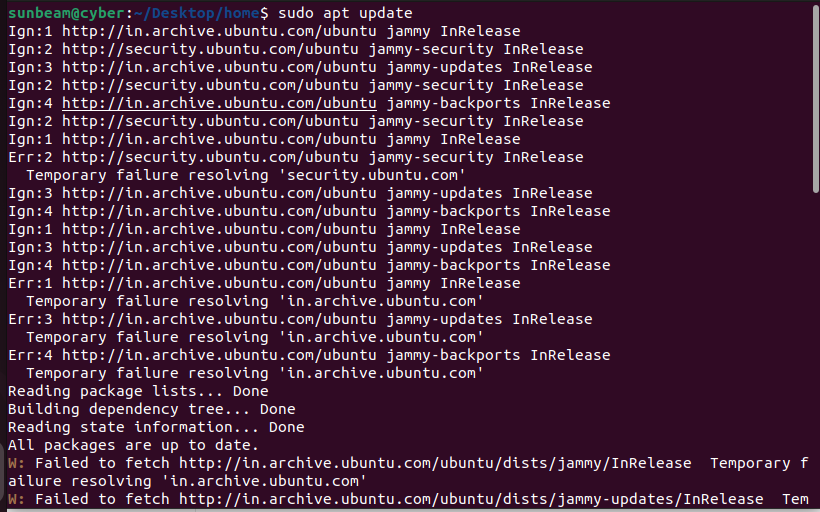 sunbeam@cyber:~/Desktop/home$ sudo apt update
Ign:1 http://in.archive.ubuntu.com/ubuntu jammy InRelease
Ign:2 http://security.ubuntu.com/ubuntu jammy-security InRelease
Ign:3 http://in.archive.ubuntu.com/ubuntu jammy-updates InRelease
Ign:2 http://security.ubuntu.com/ubuntu jammy-security InRelease
Ign:4 http://in.archive.ubuntu.com/ubuntu jammy-backports InRelease
Ign:2 http://security.ubuntu.com/ubuntu jammy-security InRelease
Ign:1 http://in.archive.ubuntu.com/ubuntu jammy InRelease
Err:2 http://security.ubuntu.com/ubuntu jammy-security InRelease
  Temporary failure resolving 'security.ubuntu.com'
Ign:3 http://in.archive.ubuntu.com/ubuntu jammy-updates InRelease
Ign:4 http://in.archive.ubuntu.com/ubuntu jammy-backports InRelease
Ign:1 http://in.archive.ubuntu.com/ubuntu jammy InRelease
Ign:3 http://in.archive.ubuntu.com/ubuntu jammy-updates InRelease
Ign:4 http://in.archive.ubuntu.com/ubuntu jammy-backports InRelease
Err:1 http://in.archive.ubuntu.com/ubuntu jammy InRelease
  Temporary failure resolving 'in.archive.ubuntu.com'
Err:3 http://in.archive.ubuntu.com/ubuntu jammy-updates InRelease
  Temporary failure resolving 'in.archive.ubuntu.com'
Err:4 http://in.archive.ubuntu.com/ubuntu jammy-backports InRelease
  Temporary failure resolving 'in.archive.ubuntu.com'
Reading package lists... Done
Building dependency tree... Done
Reading state information... Done
All packages are up to date.
W: Failed to fetch http://in.archive.ubuntu.com/ubuntu/dists/jammy/InRelease  Temporary f
ailure resolving 'in.archive.ubuntu.com'
W: Failed to fetch http://in.archive.ubuntu.com/ubuntu/dists/jammy-updates/InRelease  Tem